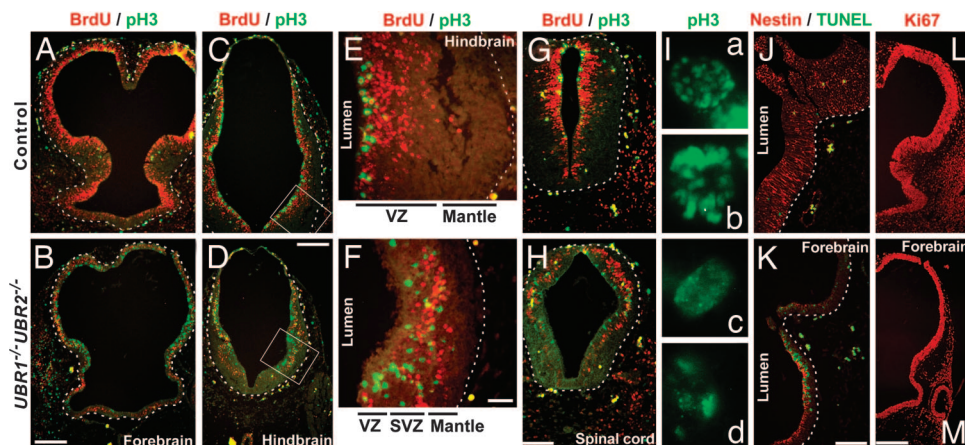 BrdU / pH3
BrdU / pH3
BrdU / pH3
BrdU / pH3
pH3
Nestin / TUNEL
Ki67
Control
A
C
E
Hindbrain
Lumen
VZ
Mantle
G
I
a
b
J
Lumen
L
UBR1-/-UBR2-/-
B
Forebrain
D
Hindbrain
F
Lumen
VZ
SVZ
Mantle
H
Spinal cord
c
d
K
Forebrain
Lumen
Forebrain
M